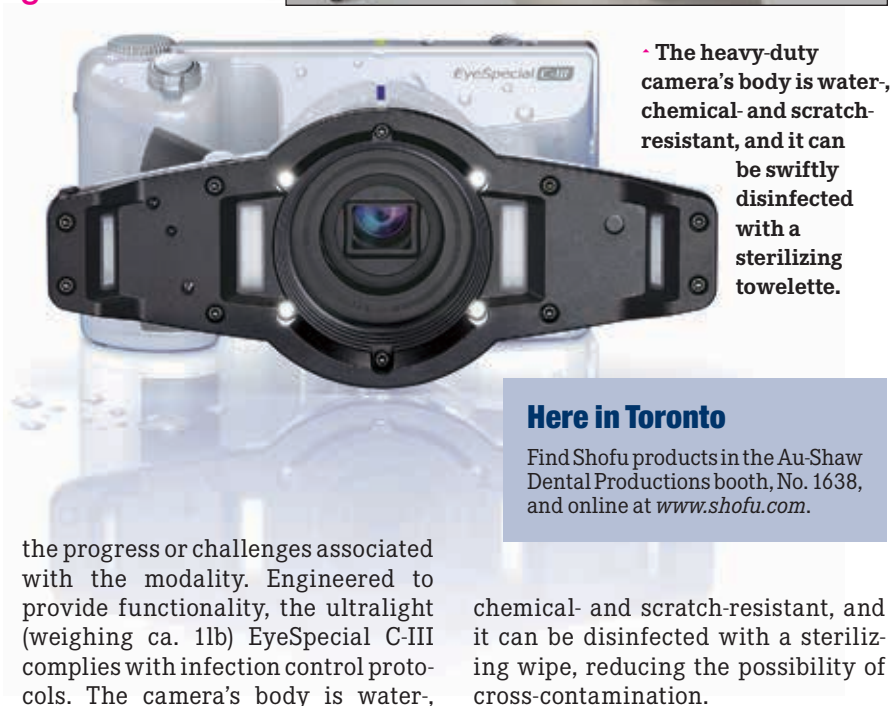 EyeSpecial C-III
ˆ The heavy-duty
camera's body is water-,
chemical- and scratch-
resistant, and it can
be swiftly
disinfected
with a
sterilizing
towelette.
Here in Toronto
Find Shofu products in the Au-Shaw
Dental Productions booth, No. 1638,
and online at www.shofu.com.
the progress or challenges associated
with the modality. Engineered to
provide functionality, the ultralight
(weighing ca. 1lb) EyeSpecial C-III
complies with infection control proto-
cols. The camera's body is water-,
chemical- and scratch-resistant, and
it can be disinfected with a steriliz-
ing wipe, reducing the possibility of
cross-contamination.